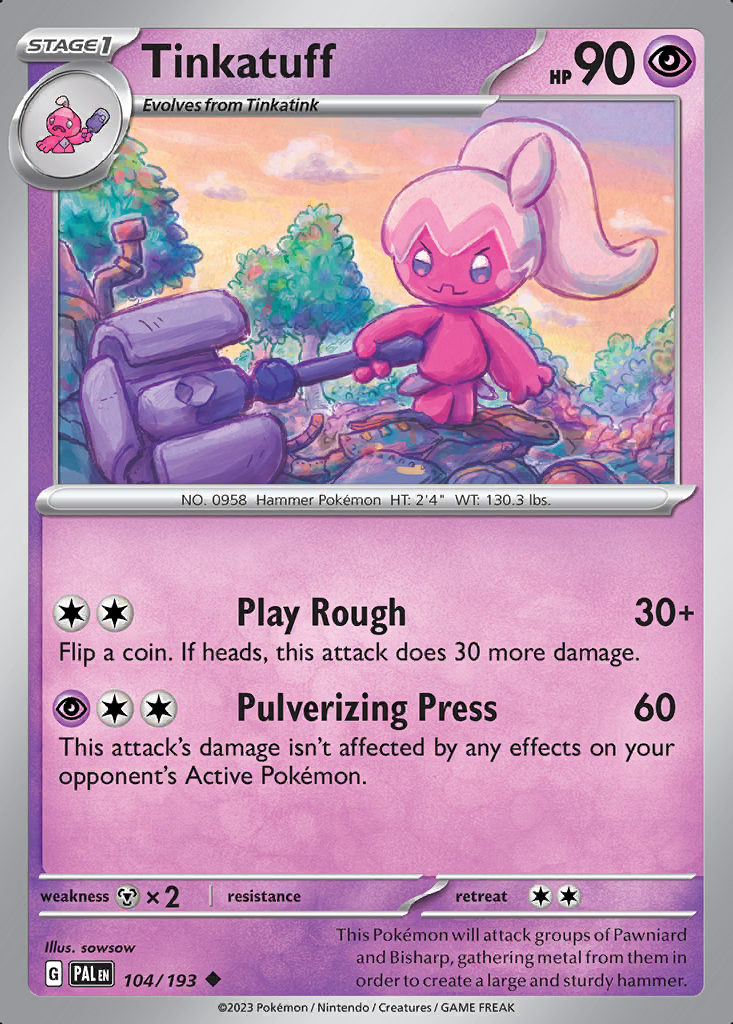 STAGE1
Tinkatuff
HP 90
Evolves from Tinkatink
NO. 0958 Hammer Pokémon HT: 2'4" WT: 130.3 lbs.
Play Rough 30+
Flip a coin. If heads, this attack does 30 more damage.
Pulverizing Press 60
This attack's damage isn't affected by any effects on your
opponent's Active Pokémon.
weakness ×2 resistance retreat
Illus. sowsow
This Pokémon will attack groups of Pawniard
and Bisharp, gathering metal from them in
order to create a large and sturdy hammer.
G PAL EN 104/193
©2023 Pokémon / Nintendo / Creatures / GAME FREAK